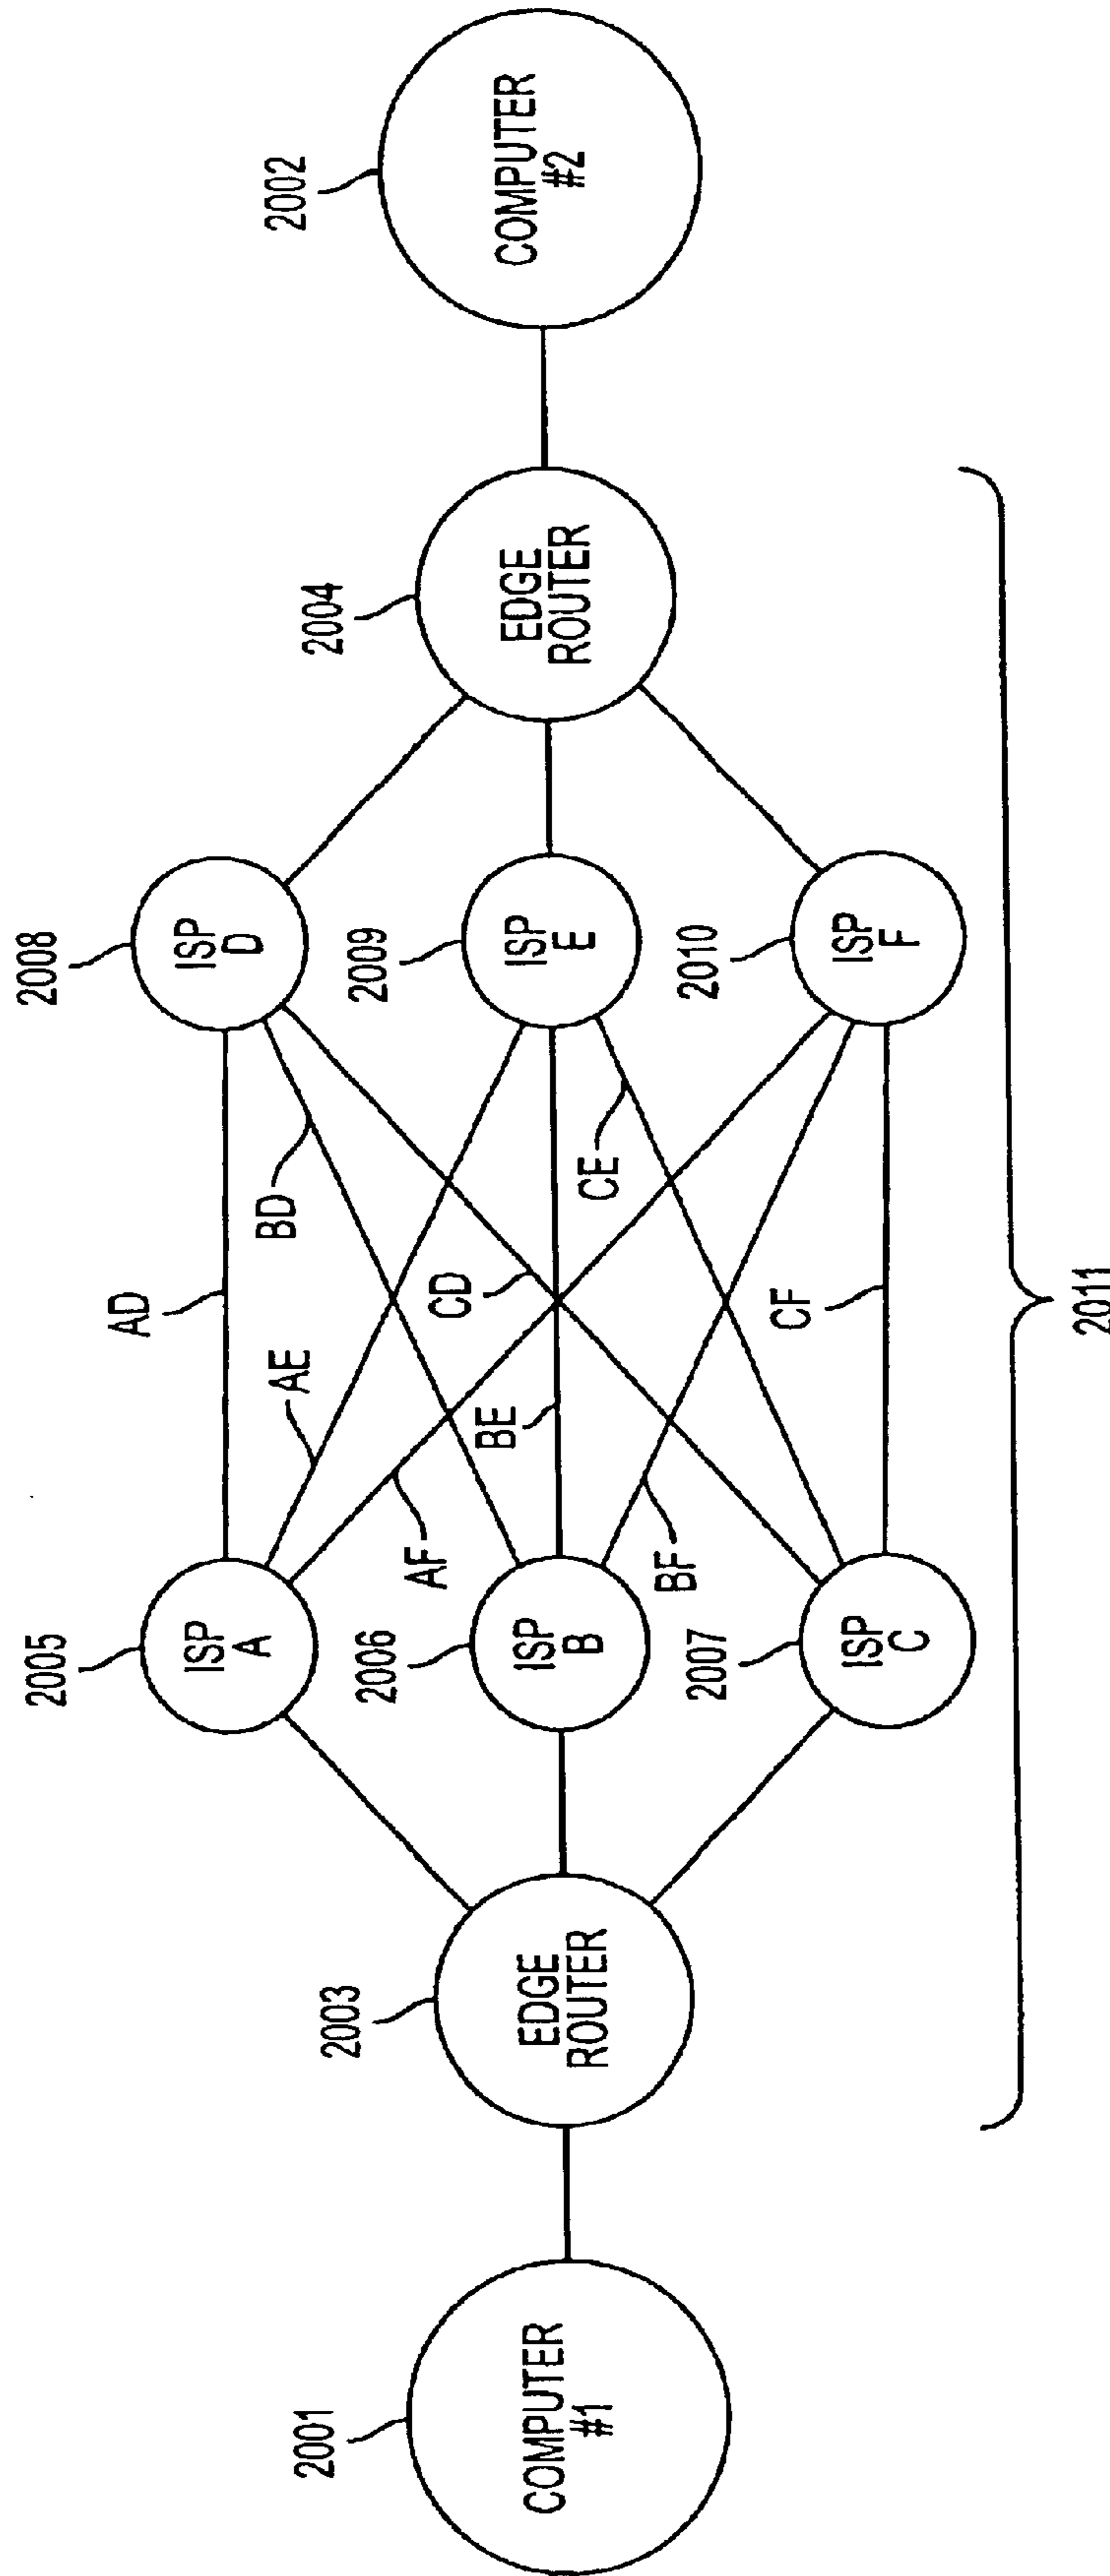 2001
COMPUTER
#1
2003
EDGE
ROUTER
2005
ISP
A
2006
ISP
B
2007
ISP
C
AD
AE
BD
AF
CD
BE
CE
BF
CF
2008
ISP
D
2009
ISP
E
2010
ISP
F
2004
EDGE
ROUTER
2002
COMPUTER
#2
2011